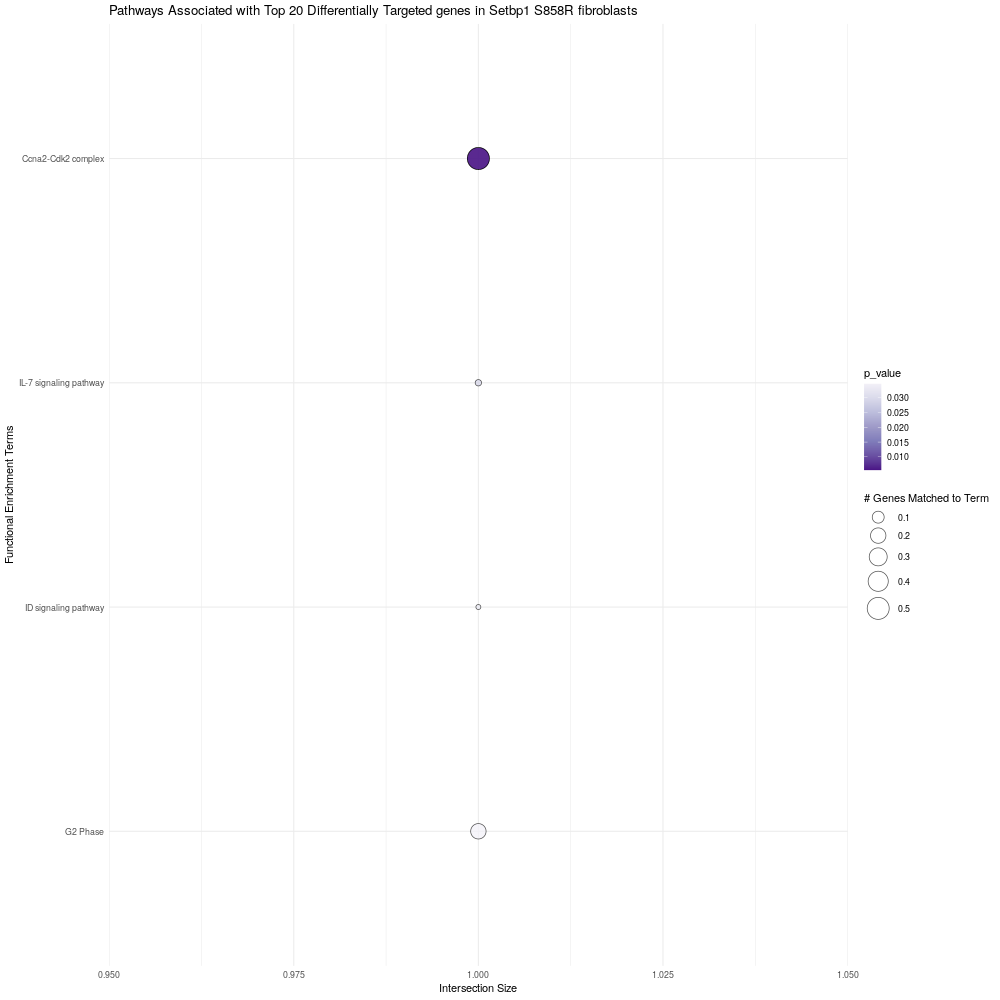 Pathways Associated with Top 20 Differentially Targeted genes in Setbp1 S858R fibroblasts
Functional Enrichment Terms
Ccna2-Cdk2 complex
IL-7 signaling pathway
ID signaling pathway
G2 Phase
0.950
0.975
1.000
1.025
1.050
Intersection Size
p_value
0.030
0.025
0.020
0.015
0.010
# Genes Matched to Term
0.1
0.2
0.3
0.4
0.5